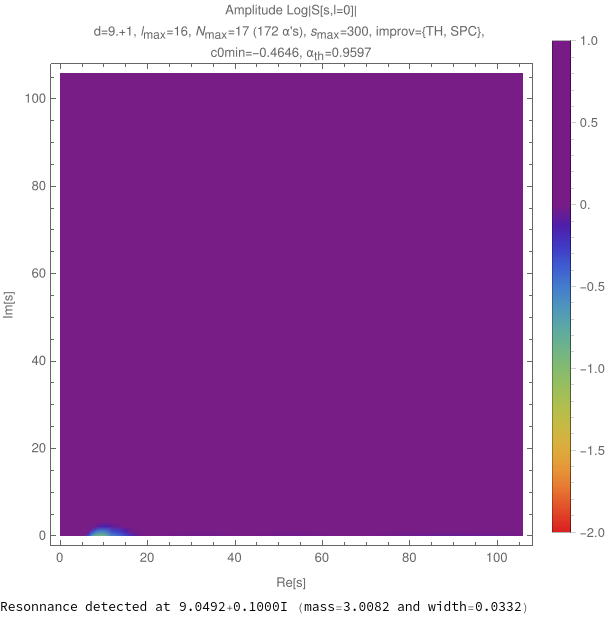 Amplitude Log|S[s,l=0]|
d=9.+1, lmax=16, Nmax=17 (172 α's), smax=300, improv={TH, SPC},
c0min=-0.4646, αth=0.9597
1.0
0.5
0.
-0.5
-1.0
-1.5
-2.0
Im[s]
100
80
60
40
20
0
0 20 40 60 80 100
Re[s]
Resonnance detected at 9.0492+0.1000I (mass=3.0082 and width=0.0332)